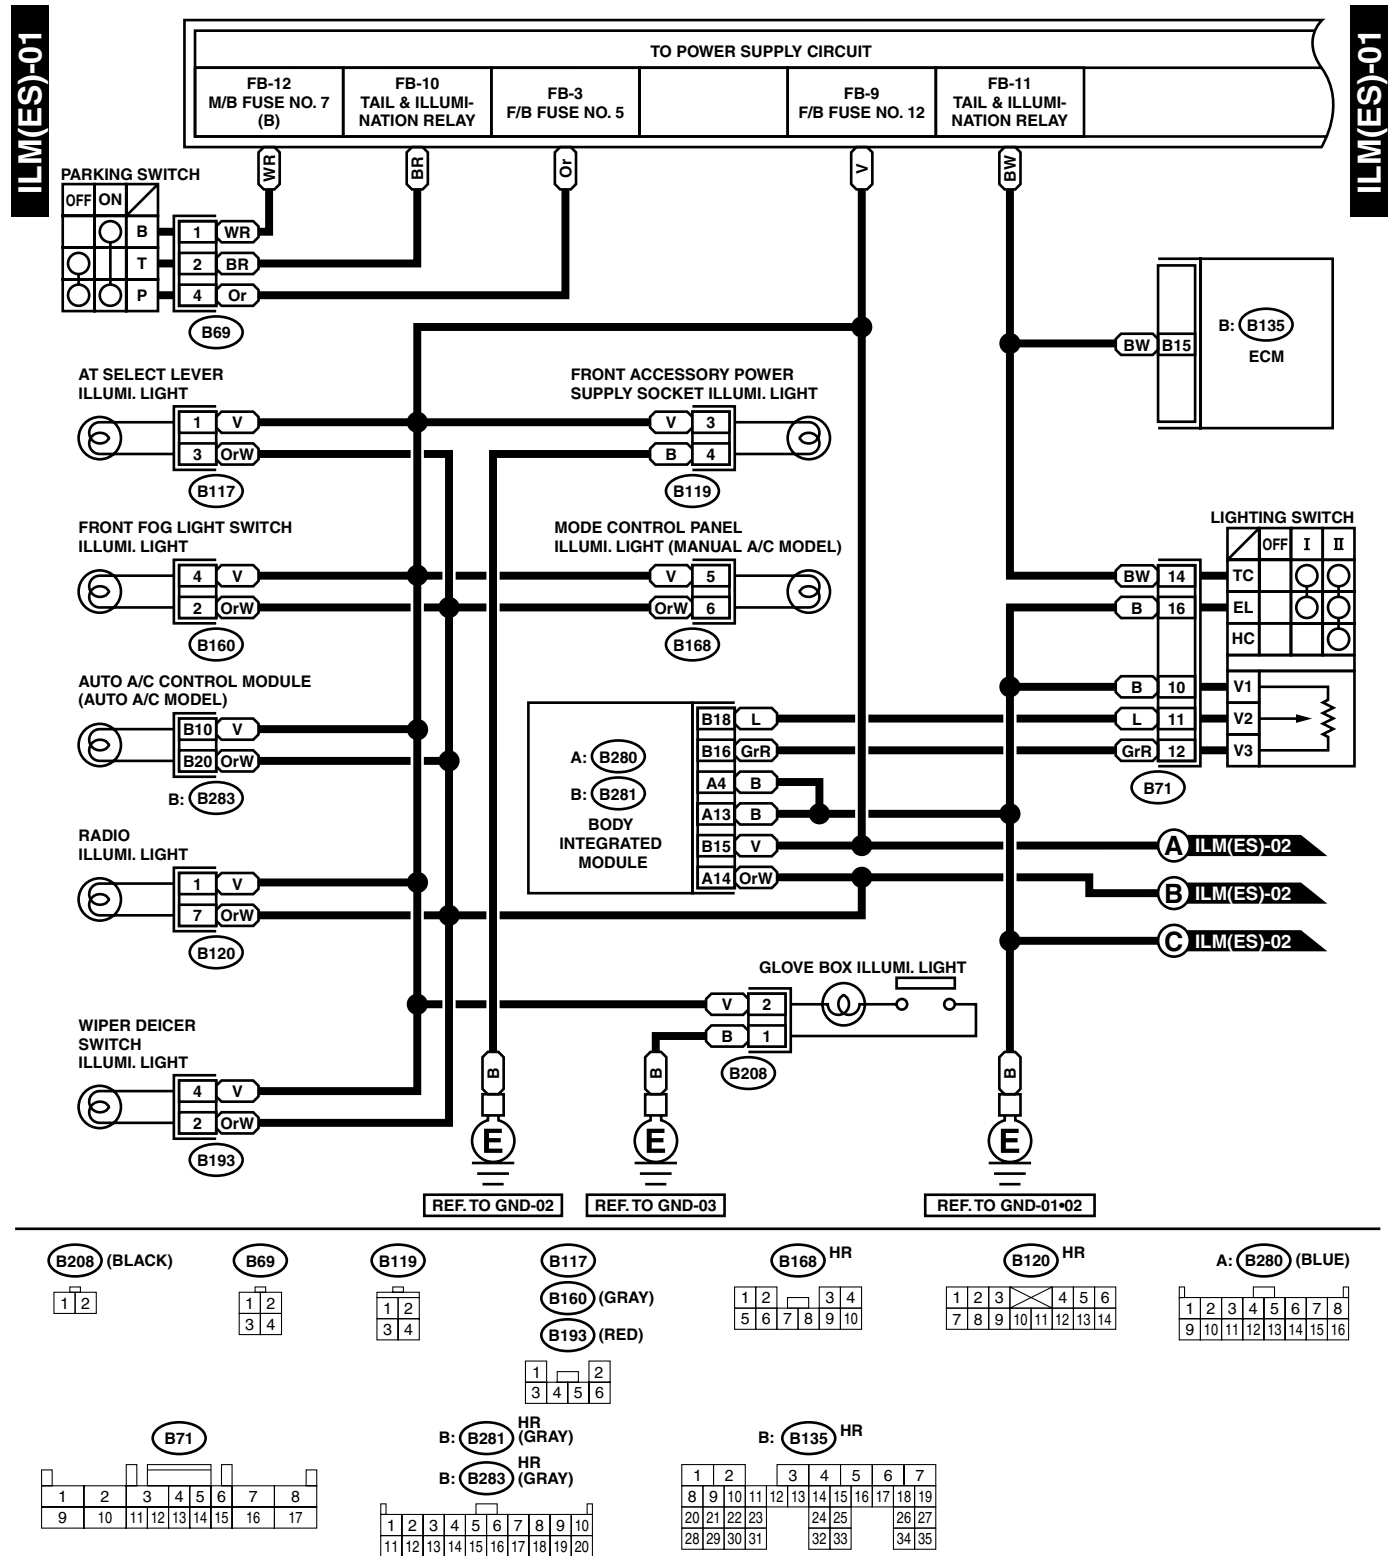 ILM(ES)-01
ILM(ES)-01
TO POWER SUPPLY CIRCUIT
FB-12
M/B FUSE NO. 7
(B)
FB-10
TAIL & ILLUMI-
NATION RELAY
FB-3
F/B FUSE NO. 5
FB-9
F/B FUSE NO. 12
FB-11
TAIL & ILLUMI-
NATION RELAY
WR
BR
Or
V
BW
PARKING SWITCH
OFF ON
B 1 WR
T 2 BR
P 4 Or
B69
B: B135
ECM
BW B15
AT SELECT LEVER
ILLUMI. LIGHT
1 V
3 OrW
B117
FRONT ACCESSORY POWER
SUPPLY SOCKET ILLUMI. LIGHT
V 3
B 4
B119
FRONT FOG LIGHT SWITCH
ILLUMI. LIGHT
4 V
2 OrW
B160
MODE CONTROL PANEL
ILLUMI. LIGHT (MANUAL A/C MODEL)
V 5
OrW 6
B168
LIGHTING SWITCH
OFF I II
BW 14 TC
B 16 EL
HC
B 10 V1
L 11 V2
GrR 12 V3
B71
AUTO A/C CONTROL MODULE
(AUTO A/C MODEL)
B10 V
B20 OrW
B: B283
A: B280
B: B281
BODY
INTEGRATED
MODULE
B18 L
B16 GrR
A4 B
A13 B
B15 V
A14 OrW
A ILM(ES)-02
B ILM(ES)-02
C ILM(ES)-02
RADIO
ILLUMI. LIGHT
1 V
7 OrW
B120
GLOVE BOX ILLUMI. LIGHT
V 2
B 1
B208
WIPER DEICER
SWITCH
ILLUMI. LIGHT
4 V
2 OrW
B193
B
E
REF. TO GND-02
B
E
REF. TO GND-03
B
E
REF. TO GND-01•02
B208 (BLACK)
1 2
B69
1 2
3 4
B119
1 2
3 4
B117
B160 (GRAY)
B193 (RED)
1 2
3 4 5 6
B168 HR
1 2 3 4
5 6 7 8 9 10
B120 HR
1 2 3 4 5 6
7 8 9 10 11 12 13 14
A: B280 (BLUE)
1 2 3 4 5 6 7 8
9 10 11 12 13 14 15 16
B71
1 2 3 4 5 6 7 8
9 10 11 12 13 14 15 16 17
B: B281 HR (GRAY)
B: B283 HR (GRAY)
1 2 3 4 5 6 7 8 9 10
11 12 13 14 15 16 17 18 19 20
B: B135 HR
1 2 3 4 5 6 7
8 9 10 11 12 13 14 15 16 17 18 19
20 21 22 23 24 25 26 27
28 29 30 31 32 33 34 35